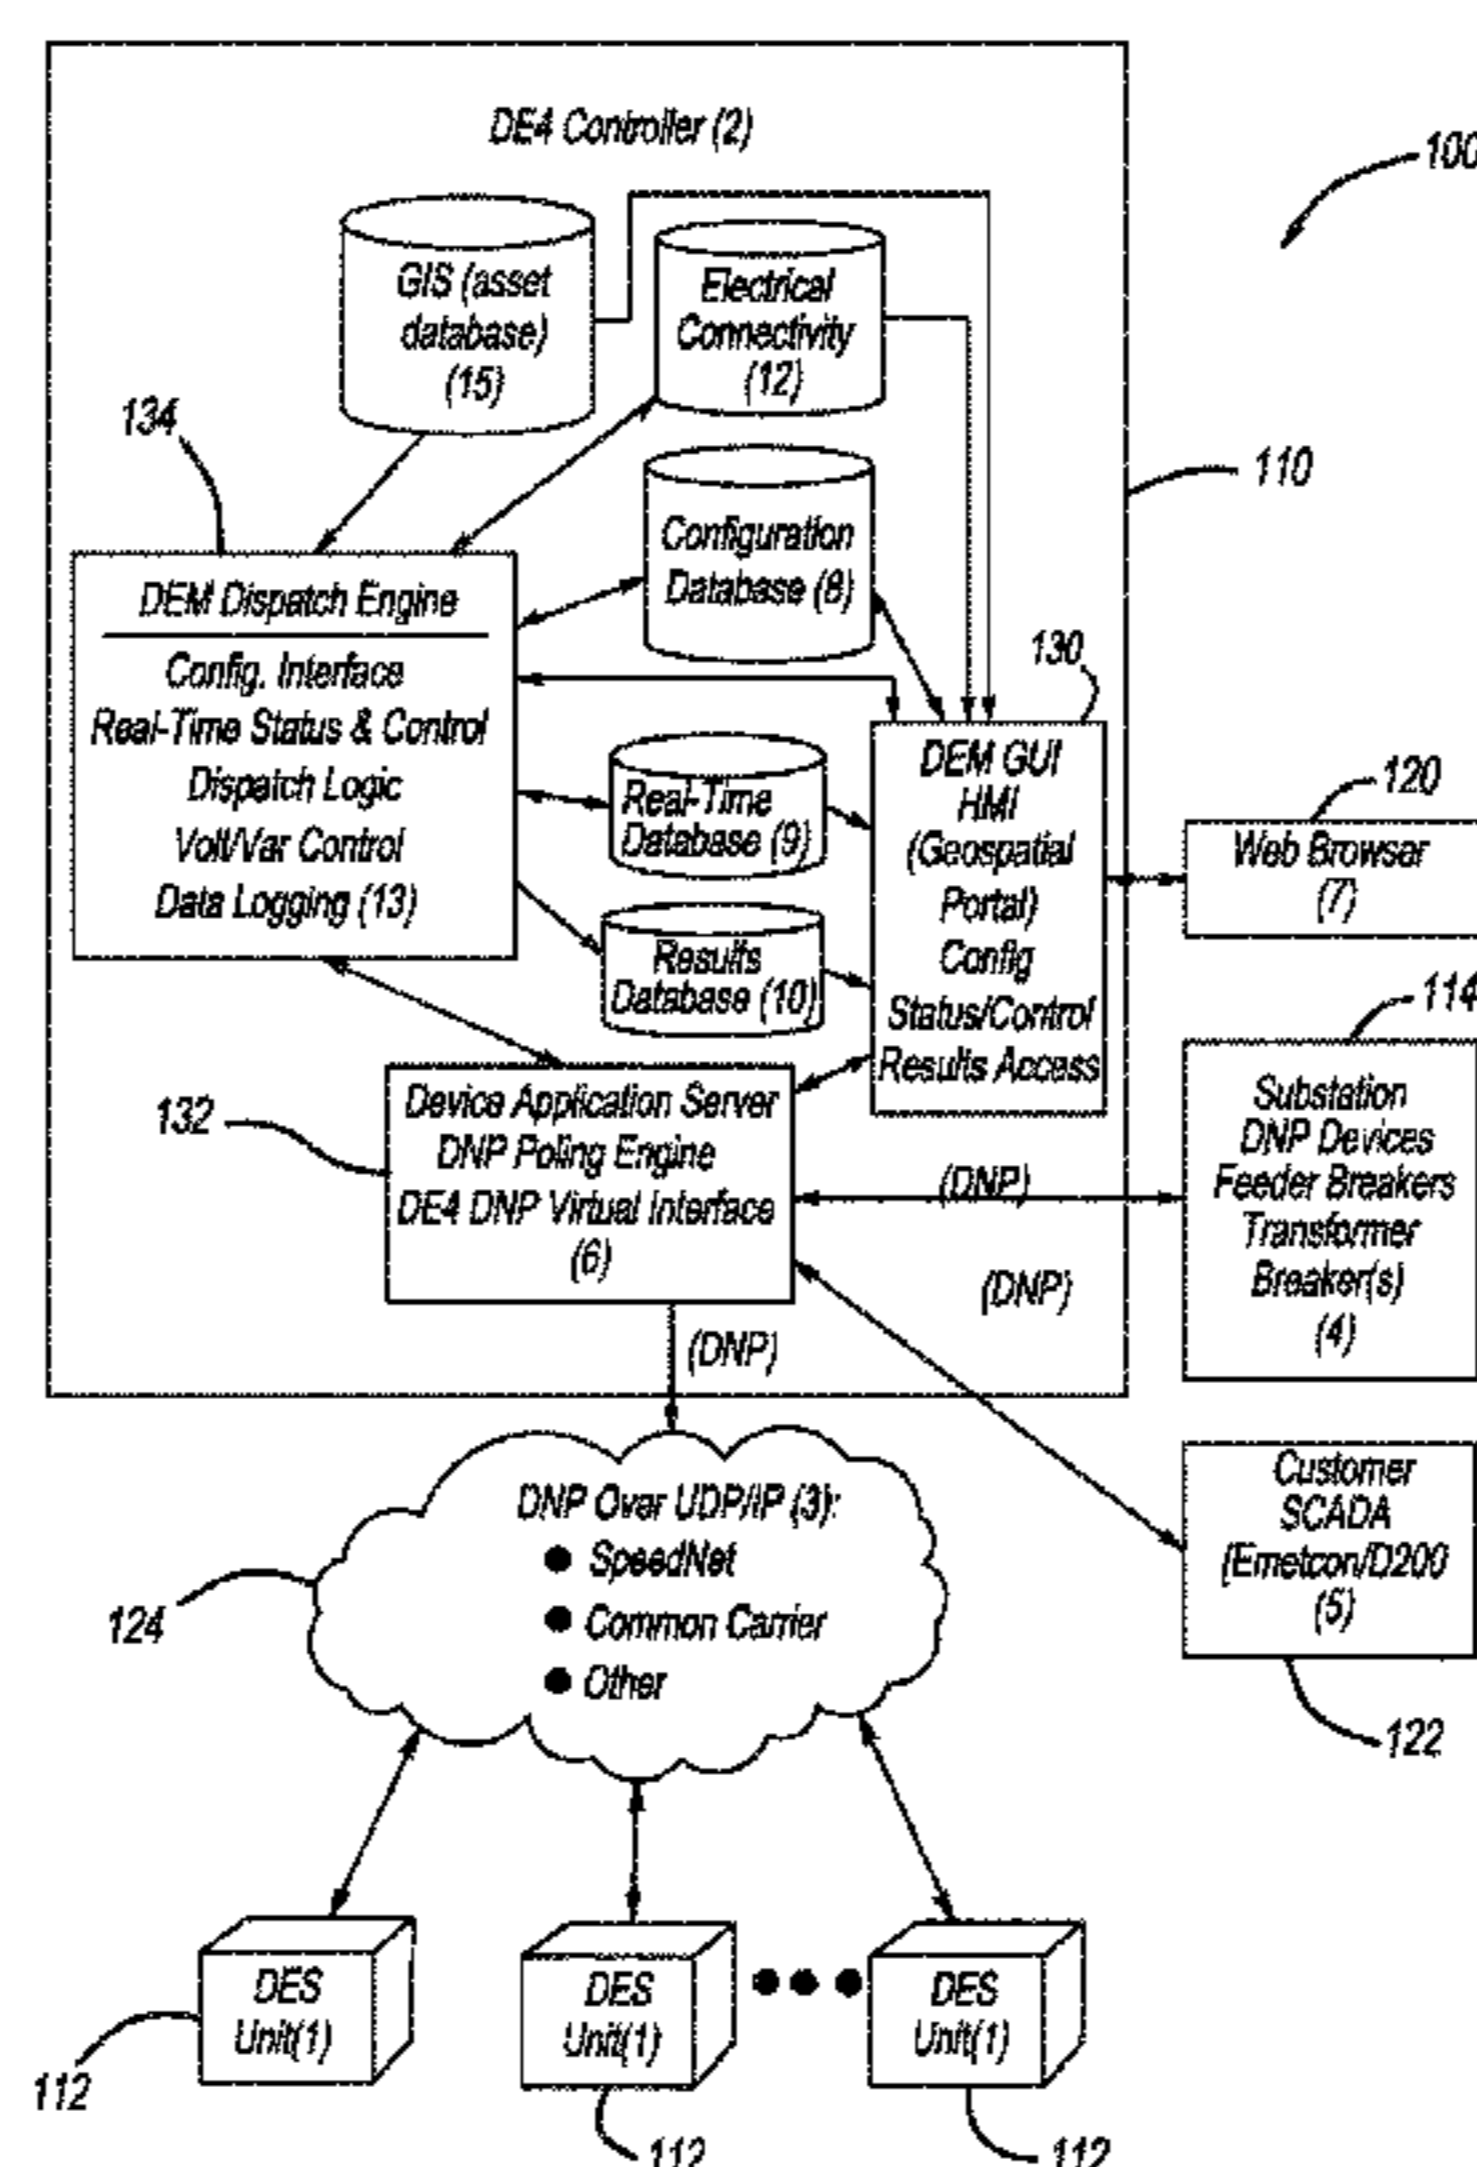 DE4 Controller (2)
100
GIS (asset
database)
(15)
Electrical
Connectivity
(12)
134
110
Configuration
Database (8)
DEM Dispatch Engine
Config. Interface
Real-Time Status & Control
Dispatch Logic
Volt/Var Control
Data Logging (13)
130
DEM GUI
HMI
(Geospatial
Portal)
Config
Status/Control
Results Access
Real-Time
Database (9)
120
Web Browser
(7)
Results
Database (10)
114
Substation
DNP Devices
Feeder Breakers
Transformer
Breaker(s)
(4)
132
Device Application Server
DNP Poling Engine
DE4 DNP Virtual Interface
(6)
(DNP)
(DNP)
(DNP)
Customer
SCADA
(Emetcon/D200
(5)
122
DNP Ovar UDP/IP (3):
● SpeedNet
● Common Carrier
● Other
124
DES
Unit(1)
DES
Unit(1)
●●●
DES
Unit(1)
112
112
112